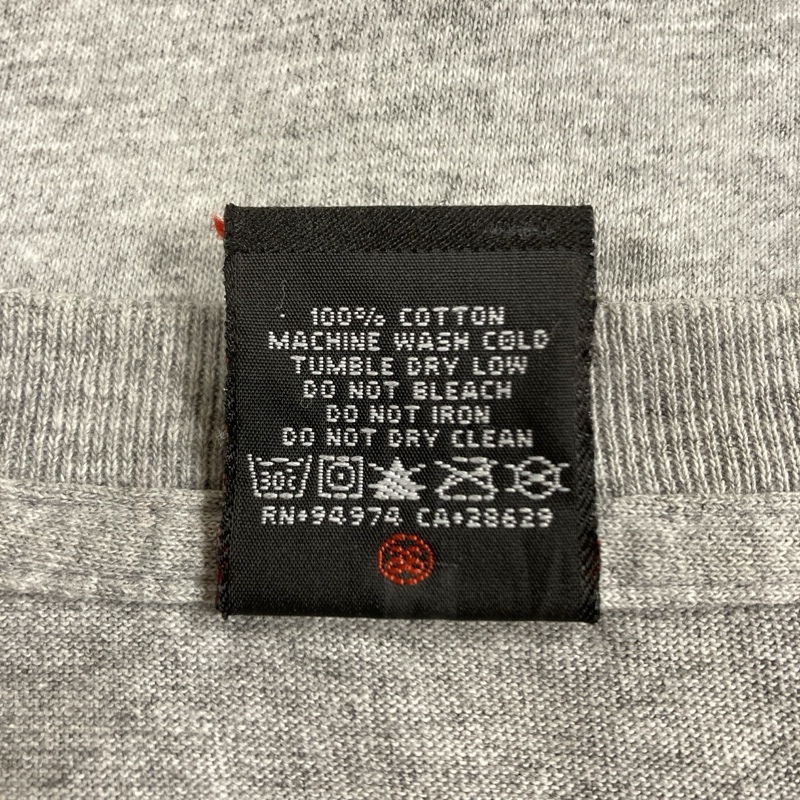 100% COTTON
MACHINE WASH COLD
TUMBLE DRY LOW
DO NOT BLEACH
DO NOT IRON
DO NOT DRY CLEAN
30c
RN•94974 CA•28629